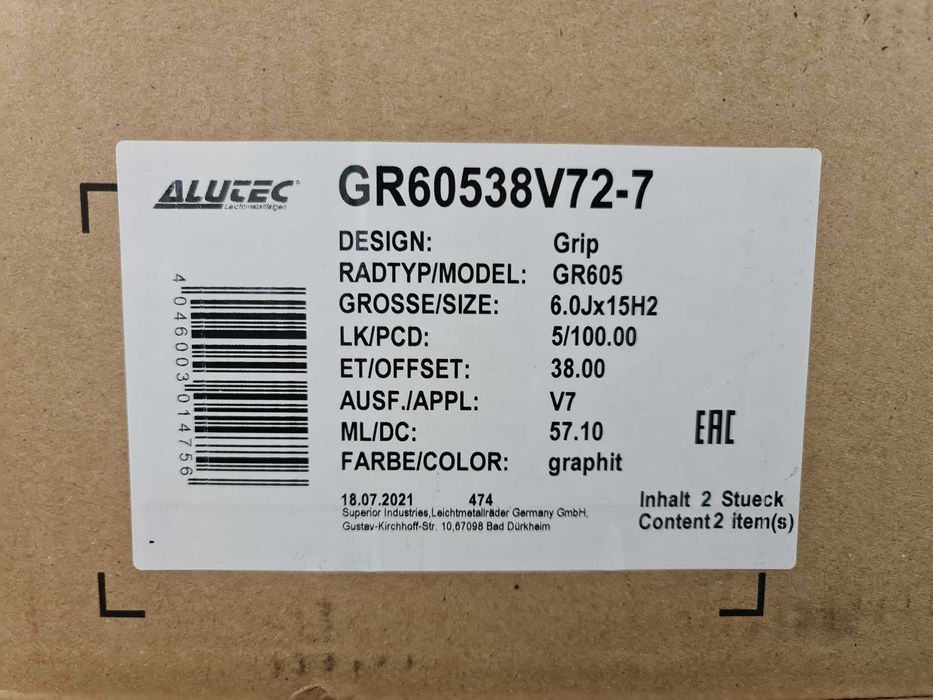 ALUTEC
Leichtmetallfelgen
GR60538V72-7
DESIGN: Grip
RADTYP/MODEL: GR605
GROSSE/SIZE: 6.0Jx15H2
LK/PCD: 5/100.00
ET/OFFSET: 38.00
AUSF./APPL: V7
ML/DC: 57.10
FARBE/COLOR: graphit
4046003014756
EAC
18.07.2021 474
Superior Industries,Leichtmetallräder Germany GmbH,
Gustav-Kirchhoff-Str. 10,67098 Bad Dürkheim
Inhalt 2 Stueck
Content 2 item(s)